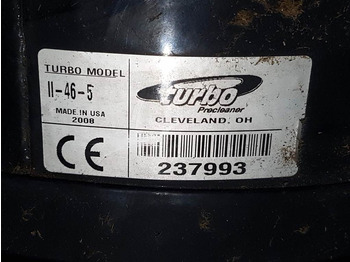 TURBO MODEL
II-46-5
MADE IN USA
2008
turbo
Precleaner
CLEVELAND, OH
CE
237993